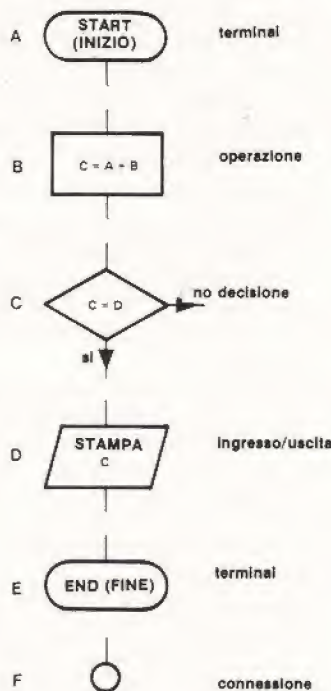 A START terminal
(INIZIO)
B C = A + B operazione
C C = D no decisione
si
D STAMPA ingresso/uscita
C
E END (FINE) terminal
F connessione